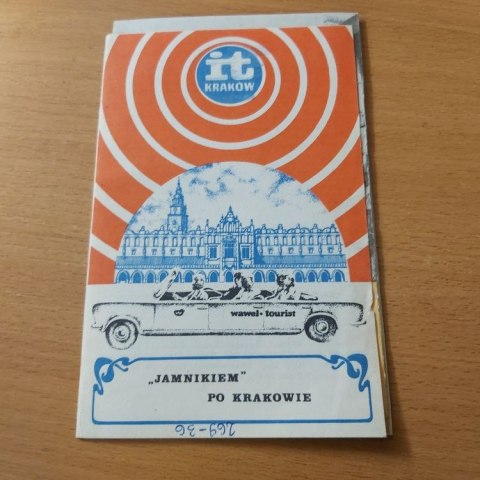 it
KRAKÓW
wawel • tourist
„JAMNIKIEM"
PO KRAKOWIE
269-36